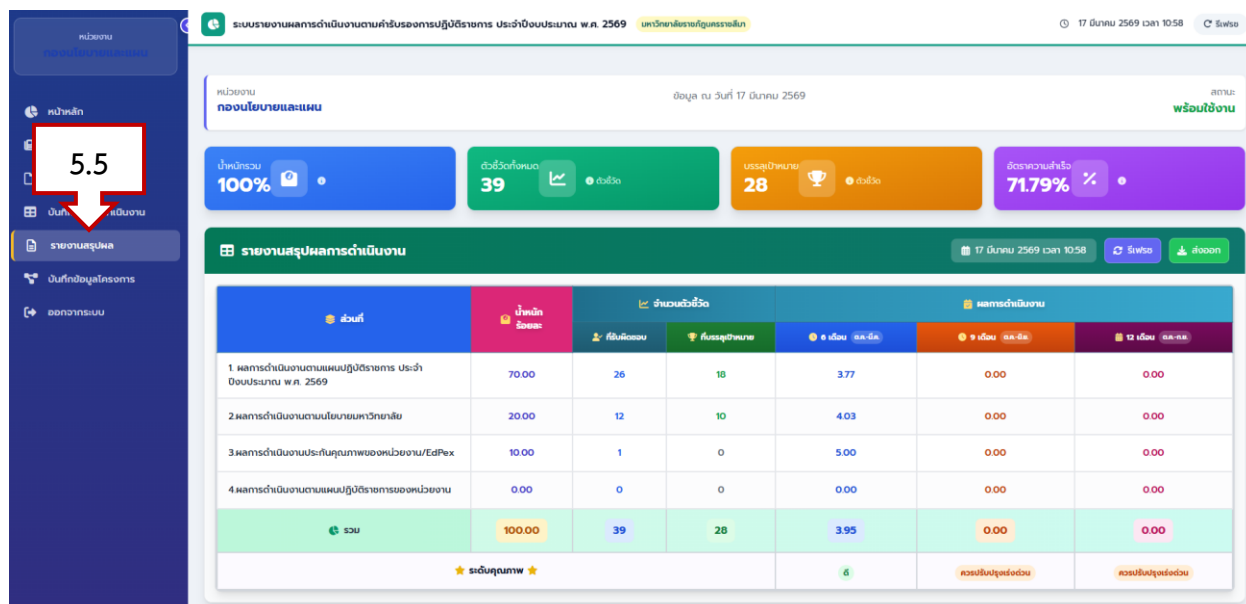 หน่วยงาน
กองนโยบายและแผน
หน้าหลัก
5.5
รายงานสรุปผล
บันทึกข้อมูลโครงการ
ออกจากระบบ
ระบบรายงานผลการดำเนินงานตามคำรับรองการปฏิบัติราชการ ประจำปีงบประมาณ พ.ศ. 2569 มหาวิทยาลัยราชภัฏนครราชสีมา
17 มีนาคม 2569 เวลา 10:58 รีเฟรช
หน่วยงาน
กองนโยบายและแผน
ข้อมูล ณ วันที่ 17 มีนาคม 2569
สถานะ
พร้อมใช้งาน
น้ำหนักรวม
100%
ตัวชี้วัดทั้งหมด
39 ตัวชี้วัด
บรรลุเป้าหมาย
28 ตัวชี้วัด
อัตราความสำเร็จ
71.79%
รายงานสรุปผลการดำเนินงาน
17 มีนาคม 2569 เวลา 10:58 รีเฟรช ส่งออก
ส่วนที่ น้ำหนัก ร้อยละ จำนวนตัวชี้วัด ผลการดำเนินงาน
ที่รับผิดชอบ ที่บรรลุเป้าหมาย 6 เดือน ต.ค.-มี.ค. 9 เดือน ต.ค.-มิ.ย. 12 เดือน ต.ค.-ก.ย.
1. ผลการดำเนินงานตามแผนปฏิบัติราชการ ประจำ
ปีงบประมาณ พ.ศ. 2569 70.00 26 18 3.77 0.00 0.00
2.ผลการดำเนินงานตามนโยบายมหาวิทยาลัย 20.00 12 10 4.03 0.00 0.00
3.ผลการดำเนินงานประกันคุณภาพของหน่วยงาน/EdPex 10.00 1 0 5.00 0.00 0.00
4.ผลการดำเนินงานตามแผนปฏิบัติราชการของหน่วยงาน 0.00 0 0 0.00 0.00 0.00
รวม 100.00 39 28 3.95 0.00 0.00
ระดับคุณภาพ ดี ควรปรับปรุงเร่งด่วน ควรปรับปรุงเร่งด่วน